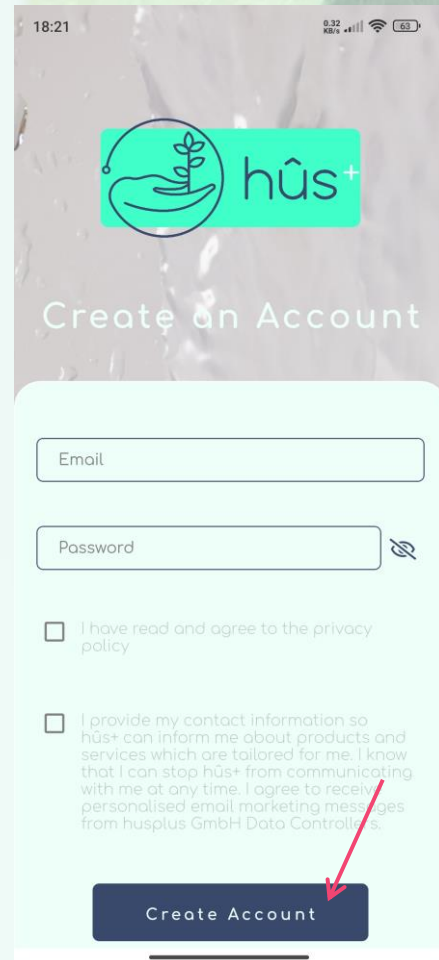 18:21
0.32
KB/s
63
hûs+
Create an Account
Email
Password
I have read and agree to the privacy
policy
I provide my contact information so
hûs+ can inform me about products and
services which are tailored for me. I know
that I can stop hûs+ from communicating
with me at any time. I agree to receive
personalised email marketing messages
from husplus GmbH Data Controllers.
Create Account